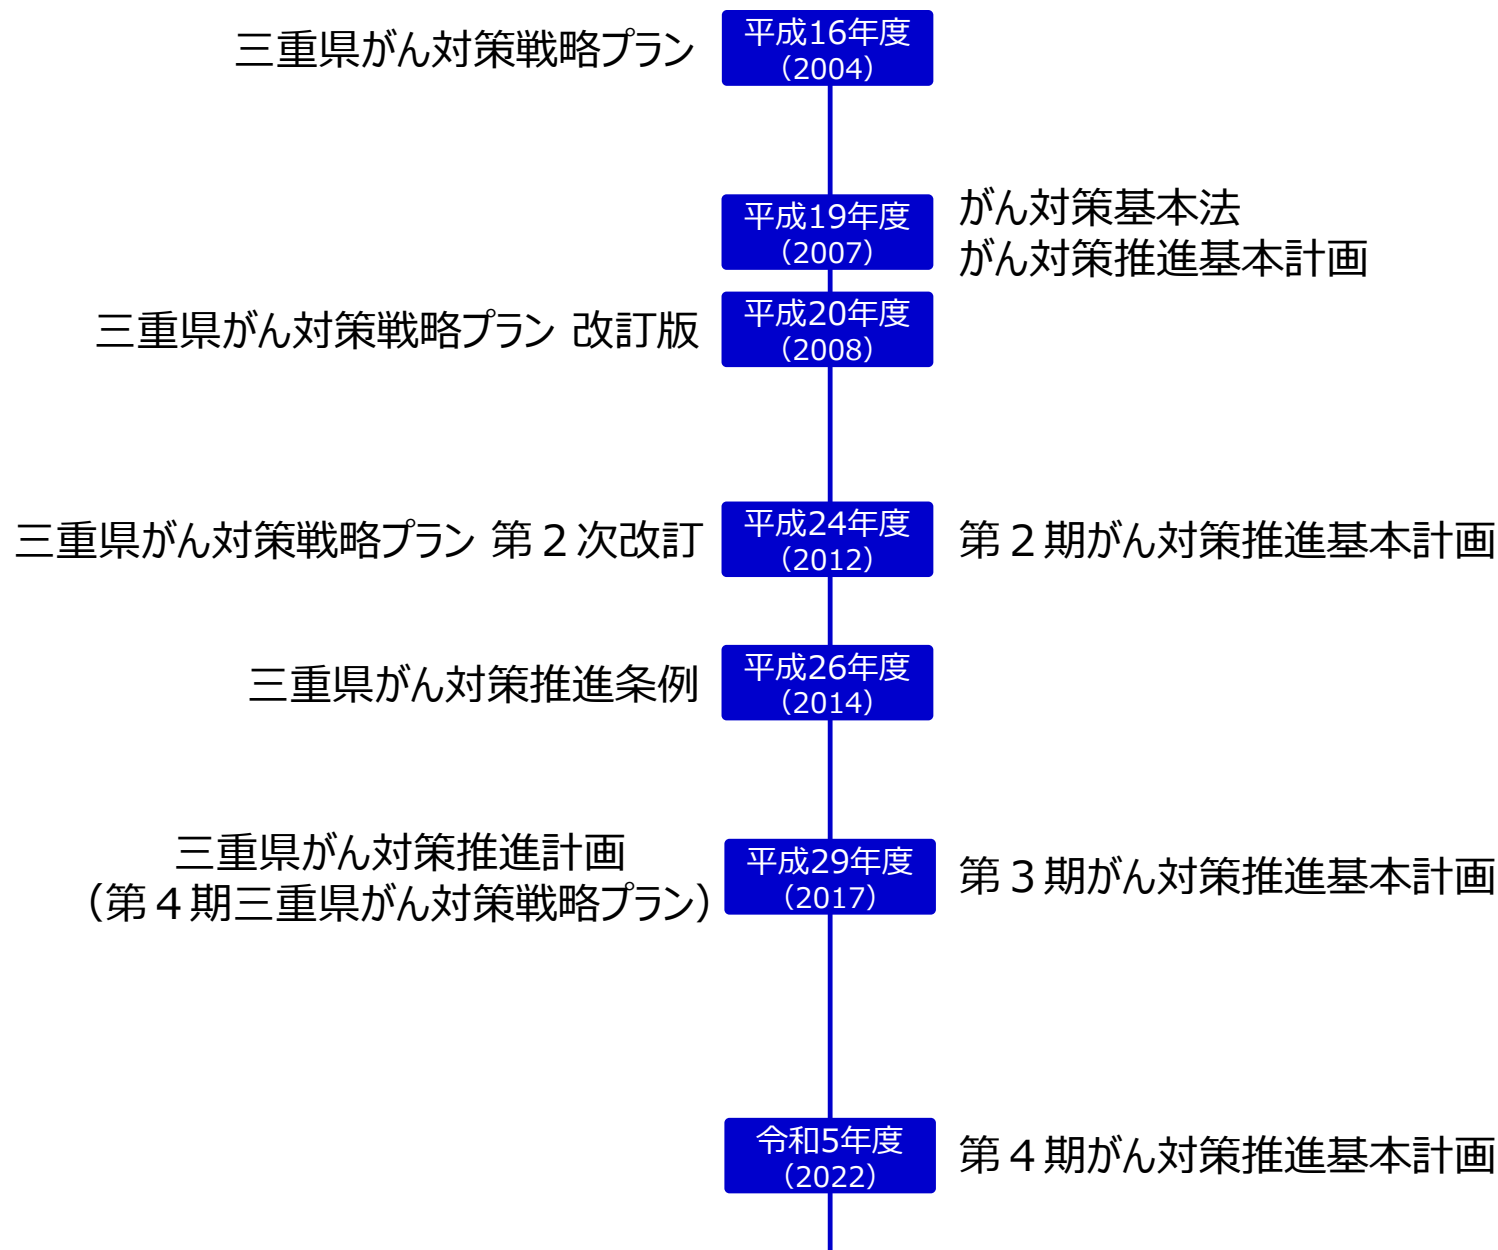 三重県がん対策戦略プラン
平成16年度
（2004）
平成19年度
（2007）
がん対策基本法
がん対策推進基本計画
三重県がん対策戦略プラン 改訂版
平成20年度
（2008）
三重県がん対策戦略プラン 第２次改訂
平成24年度
（2012）
第２期がん対策推進基本計画
三重県がん対策推進条例
平成26年度
（2014）
三重県がん対策推進計画
（第４期三重県がん対策戦略プラン）
平成29年度
（2017）
第３期がん対策推進基本計画
令和5年度
（2022）
第４期がん対策推進基本計画